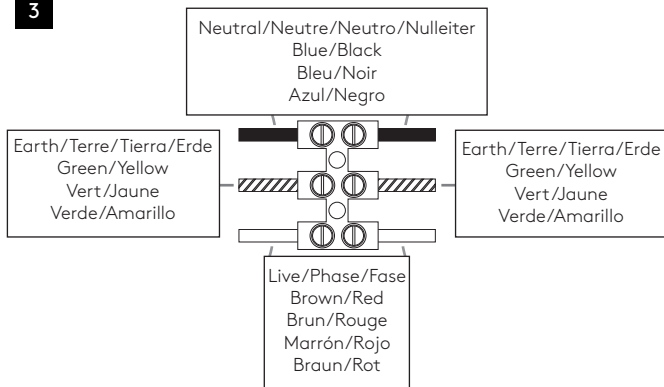 3
Neutral/Neutre/Neutro/Nulleiter
Blue/Black
Bleu/Noir
Azul/Negro
Earth/Terre/Tierra/Erde
Green/Yellow
Vert/Jaune
Verde/Amarillo
Earth/Terre/Tierra/Erde
Green/Yellow
Vert/Jaune
Verde/Amarillo
Live/Phase/Fase
Brown/Red
Brun/Rouge
Marrón/Rojo
Braun/Rot